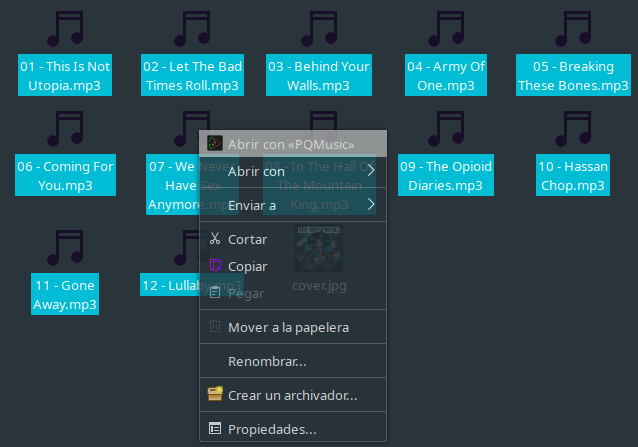 01 - This Is Not
Utopia.mp3
02 - Let The Bad
Times Roll.mp3
03 - Behind Your
Walls.mp3
04 - Army Of
One.mp3
05 - Breaking
These Bones.mp3
06 - Coming For
You.mp3
07 - We Never
Have Sex
Anymore.mp3
08 - In The Hall Of
The Mountain
King.mp3
09 - The Opioid
Diaries.mp3
10 - Hassan
Chop.mp3
11 - Gone
Away.mp3
12 - Lullaby.mp3
cover.jpg
Abrir con «PQMusic»
Abrir con
Enviar a
Cortar
Copiar
Pegar
Mover a la papelera
Renombrar...
Crear un archivador...
Propiedades...